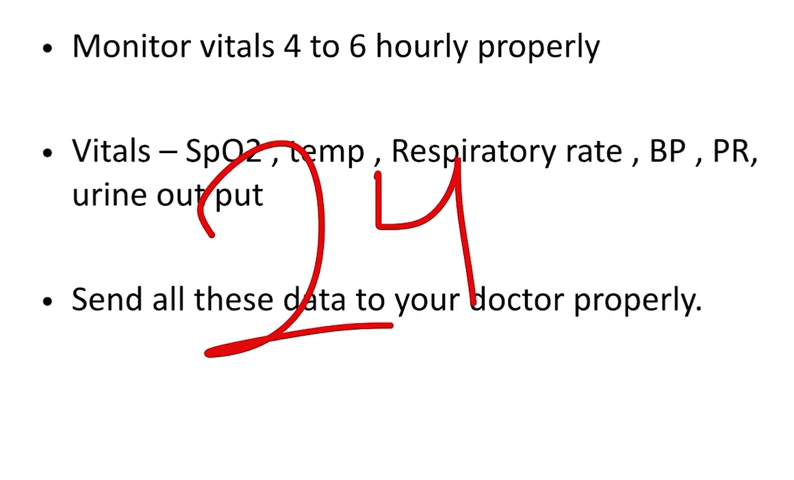 • Monitor vitals 4 to 6 hourly properly
• Vitals – SpO2 , temp , Respiratory rate , BP , PR,
urine output
• Send all these data to your doctor properly.
24